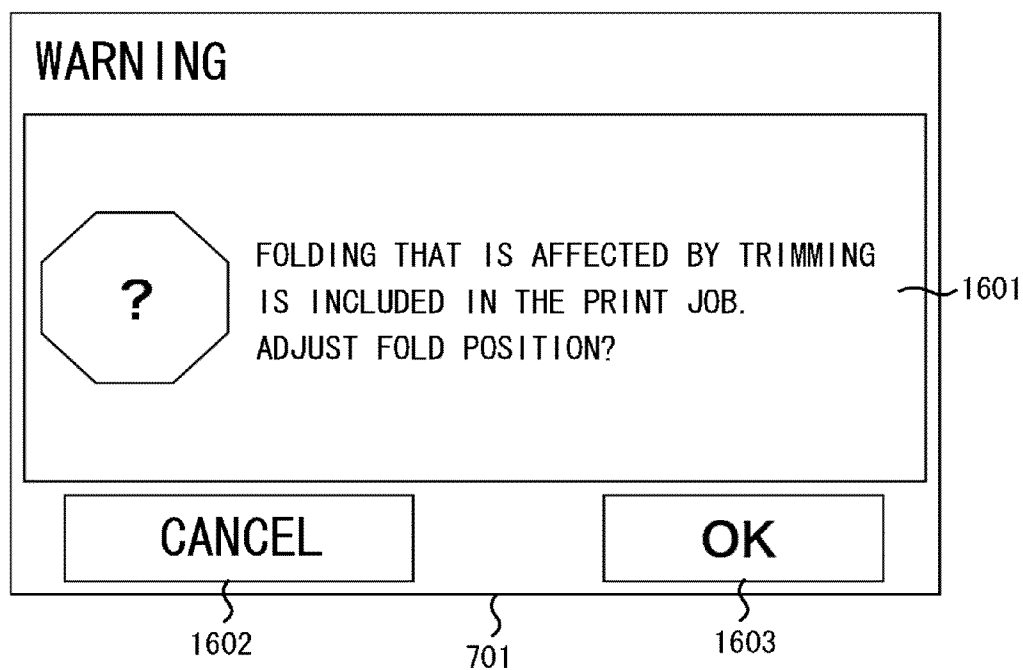 WARNING
?
FOLDING THAT IS AFFECTED BY TRIMMING
IS INCLUDED IN THE PRINT JOB.
ADJUST FOLD POSITION?
1601
CANCEL
OK
1602
701
1603